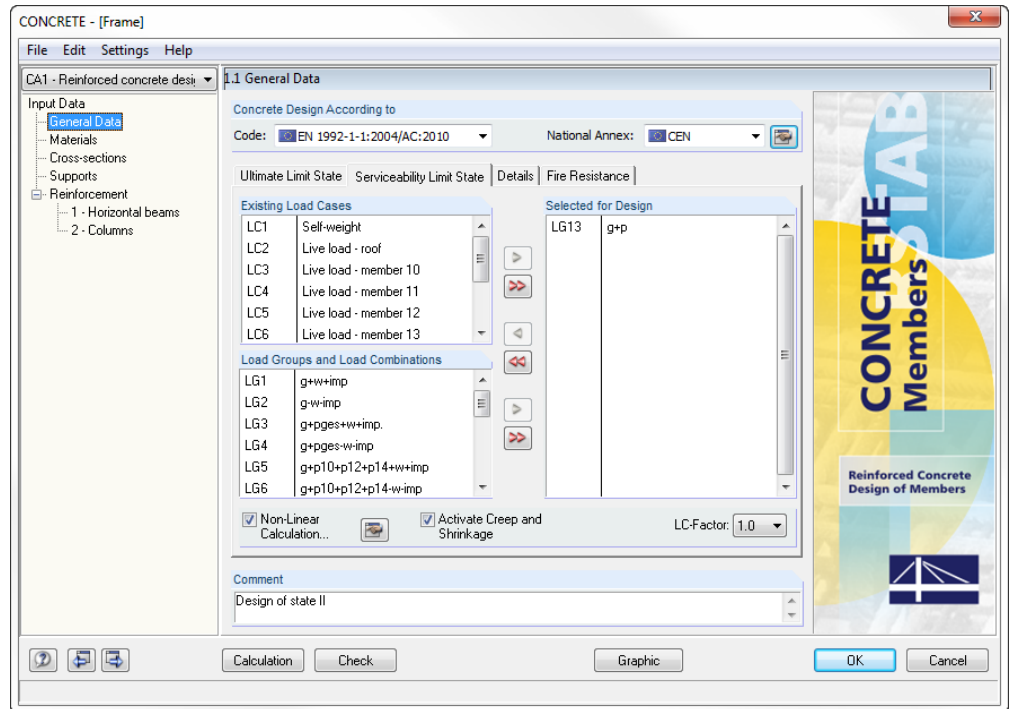 CONCRETE - [Frame]
File Edit Settings Help
CA1 - Reinforced concrete desi
1.1 General Data
Input Data
General Data
Materials
Cross-sections
Supports
Reinforcement
1 - Horizontal beams
2 - Columns
Concrete Design According to
Code: EN 1992-1-1:2004/AC:2010 National Annex: CEN
Ultimate Limit State Serviceability Limit State Details Fire Resistance
Existing Load Cases
LC1 Self-weight
LC2 Live load - roof
LC3 Live load - member 10
LC4 Live load - member 11
LC5 Live load - member 12
LC6 Live load - member 13
Load Groups and Load Combinations
LG1 g+w+imp
LG2 g-w-imp
LG3 g+pges+w+imp.
LG4 g+pges-w-imp
LG5 g+p10+p12+p14+w+imp
LG6 g+p10+p12+p14-w-imp
Selected for Design
LG13 g+p
Non-Linear
Calculation...
Activate Creep and
Shrinkage
LC-Factor: 1.0
Comment
Design of state II
RSTAB
CONCRETE
Members
Reinforced Concrete
Design of Members
Calculation Check Graphic OK Cancel